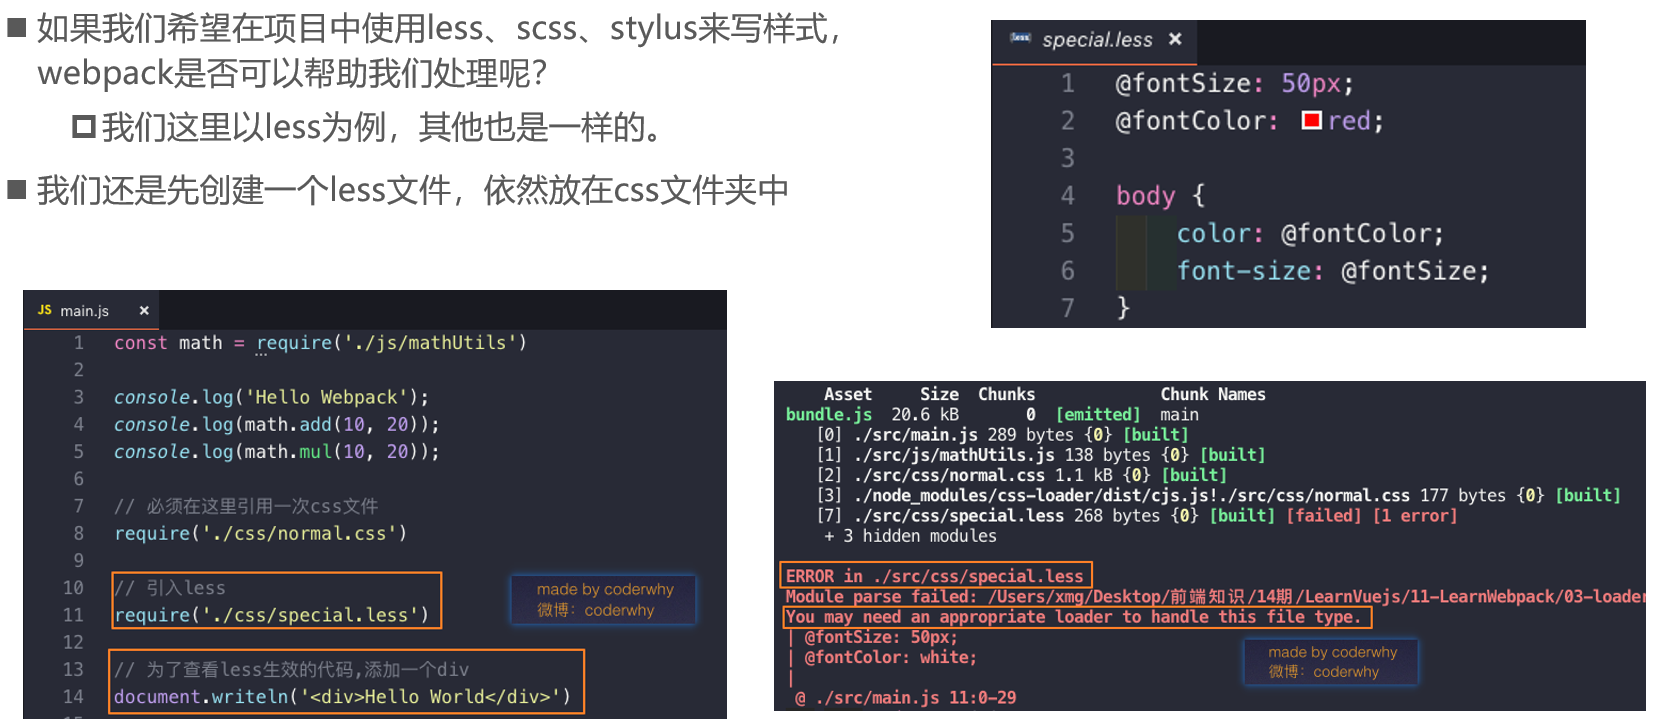 如果我们希望在项目中使用less、scss、stylus来写样式，
webpack是否可以帮助我们处理呢？
我们这里以less为例，其他也是一样的。
我们还是先创建一个less文件，依然放在css文件夹中
less special.less ×
1 @fontSize: 50px;
2 @fontColor: red;
3
4 body {
5 color: @fontColor;
6 font-size: @fontSize;
7 }
JS main.js ×
1 const math = require('./js/mathUtils')
2
3 console.log('Hello Webpack');
4 console.log(math.add(10, 20));
5 console.log(math.mul(10, 20));
6
7 // 必须在这里引用一次css文件
8 require('./css/normal.css')
9
10 // 引入less
11 require('./css/special.less')
12
13 // 为了查看less生效的代码,添加一个div
14 document.writeln('<div>Hello World</div>')
made by coderwhy
微博：coderwhy
Asset Size Chunks Chunk Names
bundle.js 20.6 kB 0 [emitted] main
[0] ./src/main.js 289 bytes {0} [built]
[1] ./src/js/mathUtils.js 138 bytes {0} [built]
[2] ./src/css/normal.css 1.1 kB {0} [built]
[3] ./node_modules/css-loader/dist/cjs.js!./src/css/normal.css 177 bytes {0} [built]
[7] ./src/css/special.less 268 bytes {0} [built] [failed] [1 error]
+ 3 hidden modules
ERROR in ./src/css/special.less
Module parse failed: /Users/xmg/Desktop/前端知识/14期/LearnVuejs/11-LearnWebpack/03-loader
You may need an appropriate loader to handle this file type.
| @fontSize: 50px;
| @fontColor: white;
|
@ ./src/main.js 11:0-29
made by coderwhy
微博：coderwhy